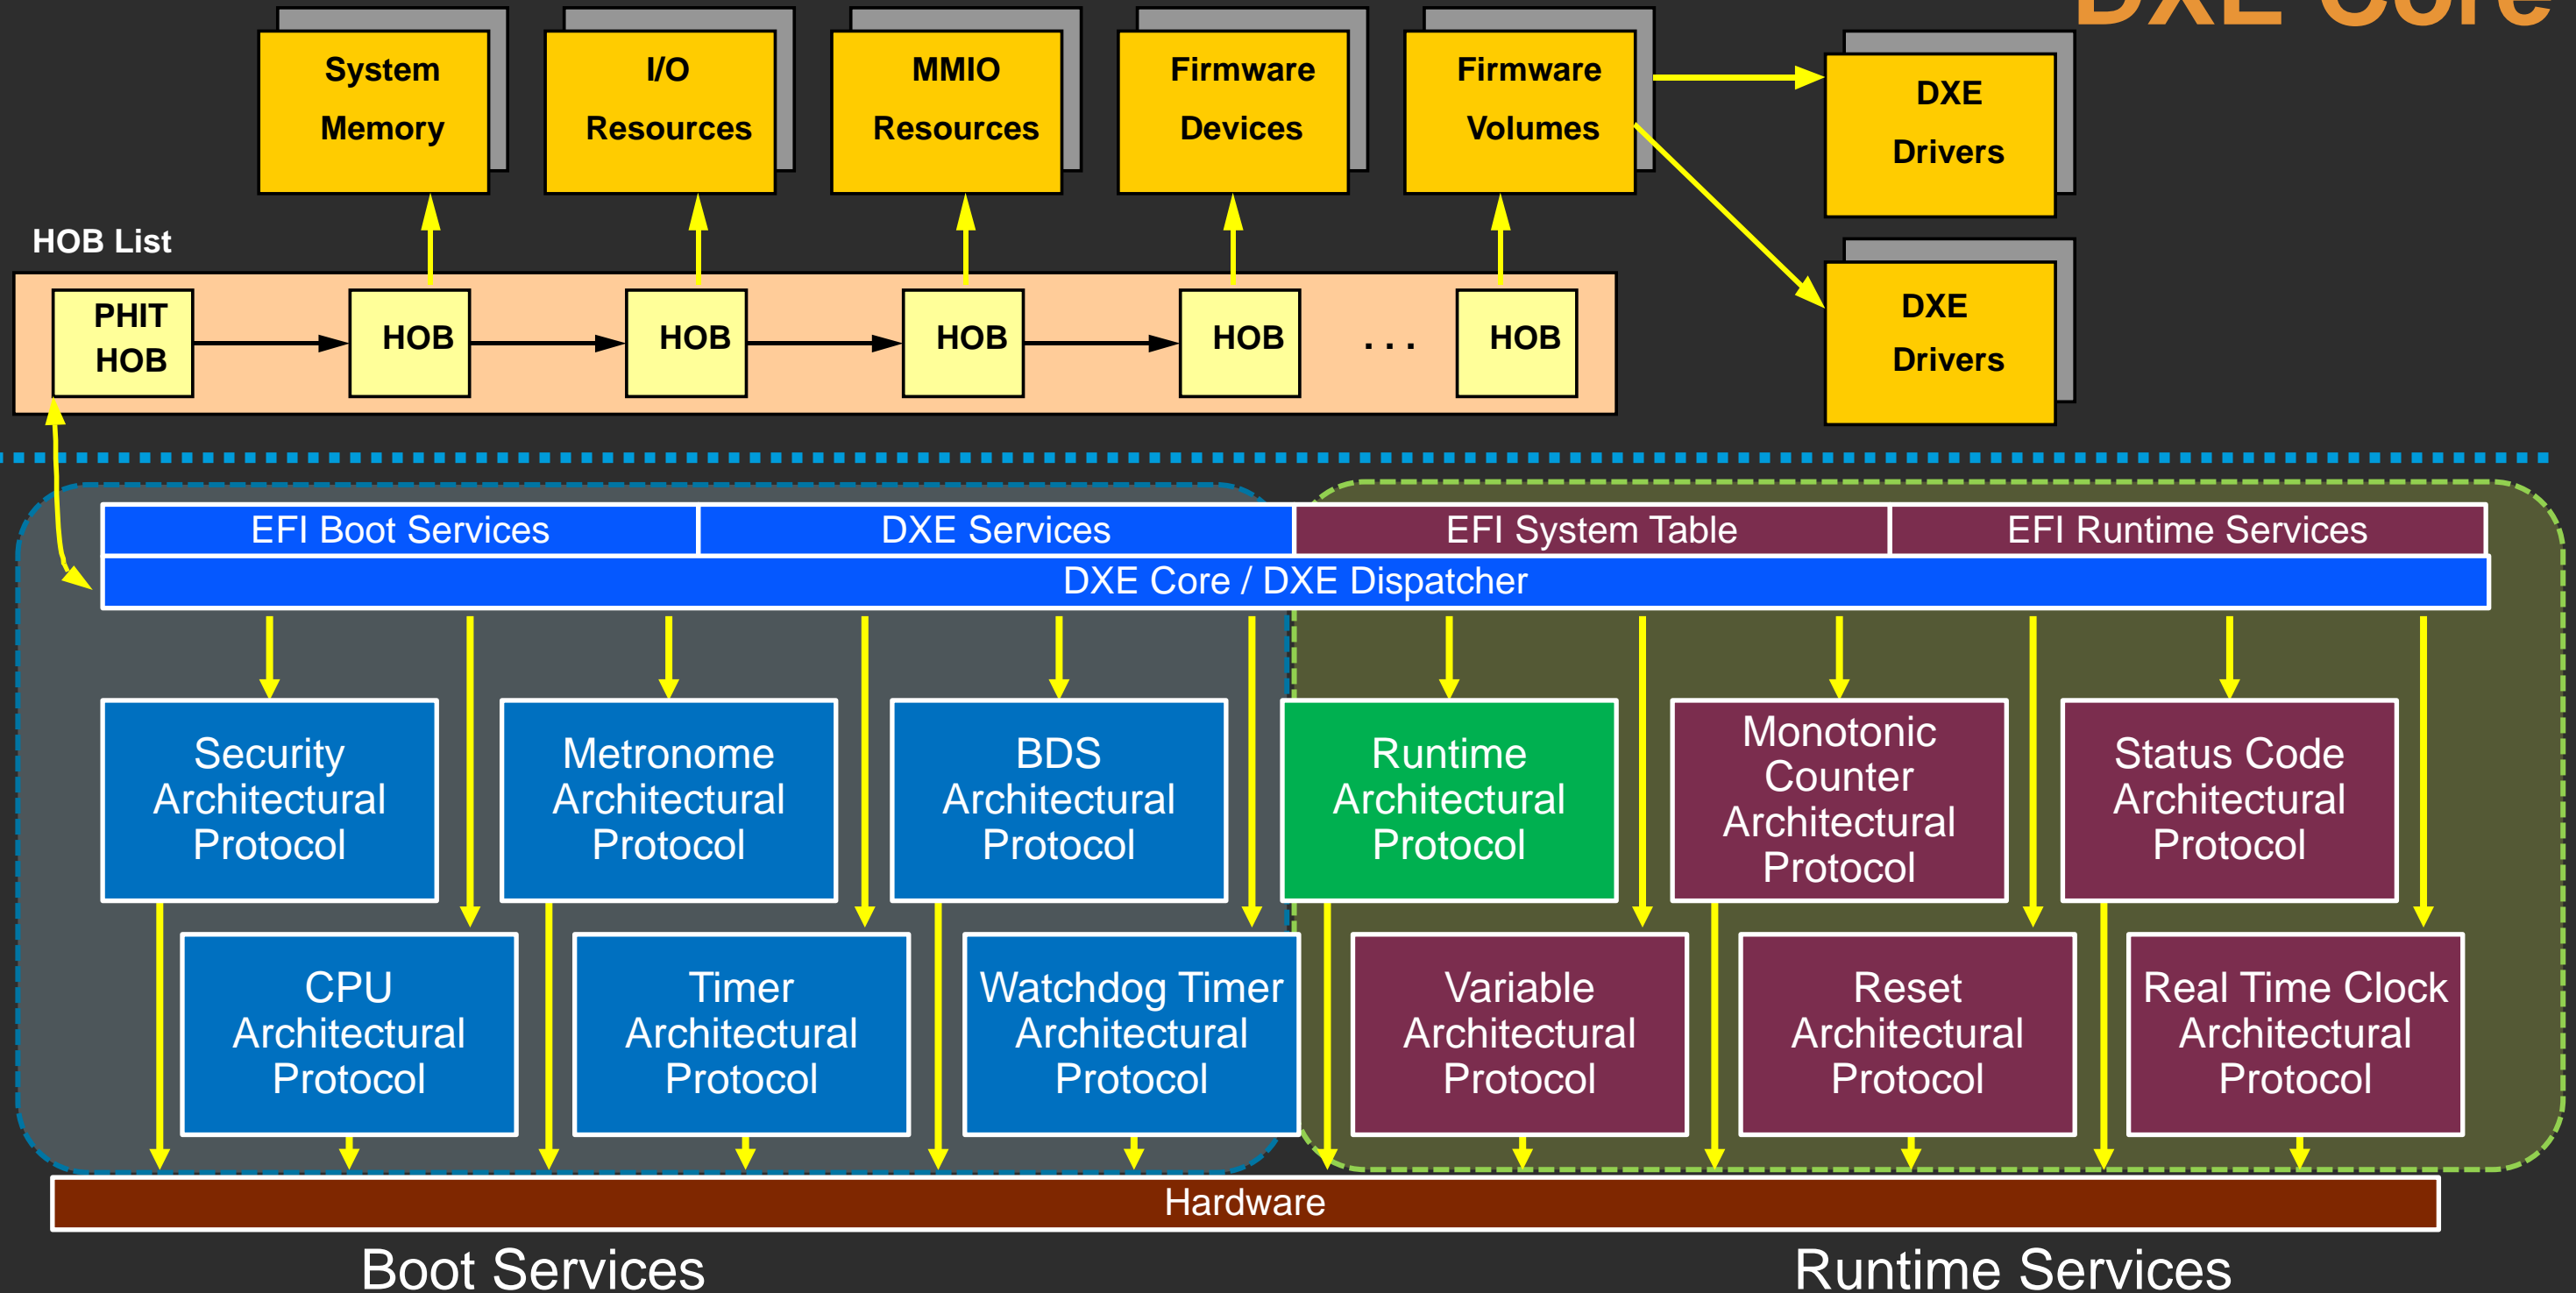 DXE Core
System
Memory
I/O
Resources
MMIO
Resources
Firmware
Devices
Firmware
Volumes
DXE
Drivers
HOB List
PHIT
HOB
HOB
HOB
HOB
HOB
. . .
HOB
DXE
Drivers
EFI Boot Services
DXE Services
EFI System Table
EFI Runtime Services
DXE Core / DXE Dispatcher
Security
Architectural
Protocol
Metronome
Architectural
Protocol
BDS
Architectural
Protocol
Runtime
Architectural
Protocol
Monotonic
Counter
Architectural
Protocol
Status Code
Architectural
Protocol
CPU
Architectural
Protocol
Timer
Architectural
Protocol
Watchdog Timer
Architectural
Protocol
Variable
Architectural
Protocol
Reset
Architectural
Protocol
Real Time Clock
Architectural
Protocol
Hardware
Boot Services
Runtime Services